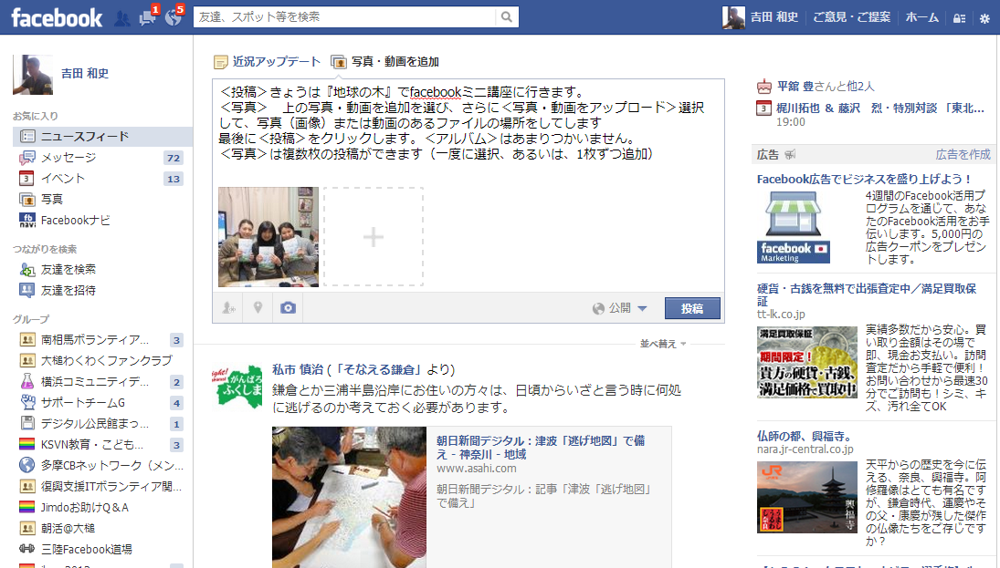 facebook
1
5
友達、スポット等を検索
吉田 和史
ご意見・ご提案
ホーム
吉田 和史
お気に入り
ニュースフィード
メッセージ
72
イベント
13
写真
Facebookナビ
つながりを検索
友達を検索
友達を招待
グループ
南相馬ボランティア...
3
大槌わくわくファンクラブ
横浜コミュニティデ...
2
サポートチームG
4
デジタル公民館まっ...
1
KSVN教育・こども...
3
多摩CBネットワーク（メン...
復興支援ITボランティア関...
Jimdoお助けQ＆A
朝活@大槌
三陸Facebook道場
近況アップデート
写真・動画を追加
＜投稿＞きょうは『地球の木』でfacebookミニ講座に行きます。
＜写真＞　上の写真・動画を追加を選び、さらに＜写真・動画をアップロード＞選択
して、写真（画像）または動画のあるファイルの場所をしてします
最後に＜投稿＞をクリックします。＜アルバム＞はあまりつかいません。
＜写真＞は複数枚の投稿ができます（一度に選択、あるいは、1枚ずつ追加）
公開
投稿
並べ替え
がんばろう
ふくしま
私市 慎治 (「そなえる鎌倉」より)
鎌倉とか三浦半島沿岸にお住いの方々は、日頃からいざと言う時に何処
に逃げるのか考えておく必要があります。
朝日新聞デジタル：津波「逃げ地図」で備
え - 神奈川 - 地域
www.asahi.com
朝日新聞デジタル：記事「津波「逃げ地図」
で備え」
平舘 豊さんと他2人
3
梶川拓也 ＆ 藤沢　烈・特別対談 「東北...
19:00
広告
広告を作成
Facebook広告でビジネスを盛り上げよう！
facebook
Marketing
4週間のFacebook活用プ
ログラムを通じて、あな
たのFacebook活用をお手
伝いします。5,000円の
広告クーポンをプレゼン
トします。
硬貨・古銭を無料で出張査定中／満足買取保
証
tt-lk.co.jp
満足買取保証
期間限定！
貴方の硬貨・古銭、
満足価格で買取中
実績多数だから安心。買
い取り金額はその場で
即、現金お支払い。訪問
査定だから手軽で便利！
お問い合わせから最速30
分でご訪問も！シミ、キ
ズ、汚れ全てOK
仏師の都、興福寺。
nara.jr-central.co.jp
JR
興福寺
うまし
うるわし
奈良
天平からの歴史を今に伝
える、奈良、興福寺。阿
修羅像はとても有名です
が、鎌倉時代、運慶やそ
の父・康慶が残した傑作
の仏像たちをご存じです
か？